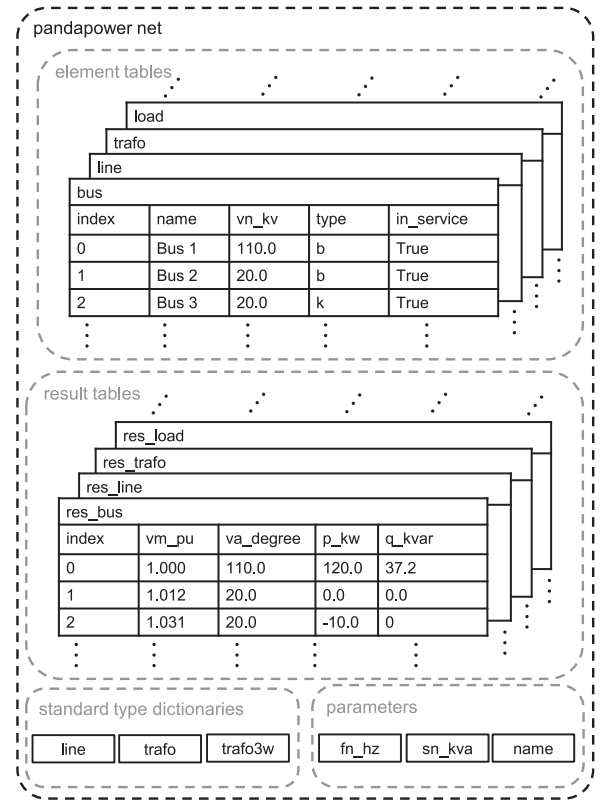 pandapower net
element tables
load
trafo
line
bus
index name vn_kv type in_service
0 Bus 1 110.0 b True
1 Bus 2 20.0 b True
2 Bus 3 20.0 k True
result tables
res_load
res_trafo
res_line
res_bus
index vm_pu va_degree p_kw q_kvar
0 1.000 110.0 120.0 37.2
1 1.012 20.0 0.0 0.0
2 1.031 20.0 -10.0 0
standard type dictionaries
line trafo trafo3w
parameters
fn_hz sn_kva name